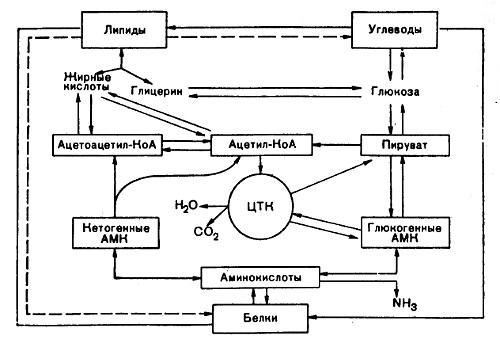 Липиды
Углеводы
Жирные
кислоты
Глицерин
Глюкоза
Ацетоацетил-КоА
Ацетил-КоА
Пируват
H₂O
CO₂
ЦТК
Кетогенные
АМК
Глюкогенные
АМК
Аминокислоты
NH₃
Белки